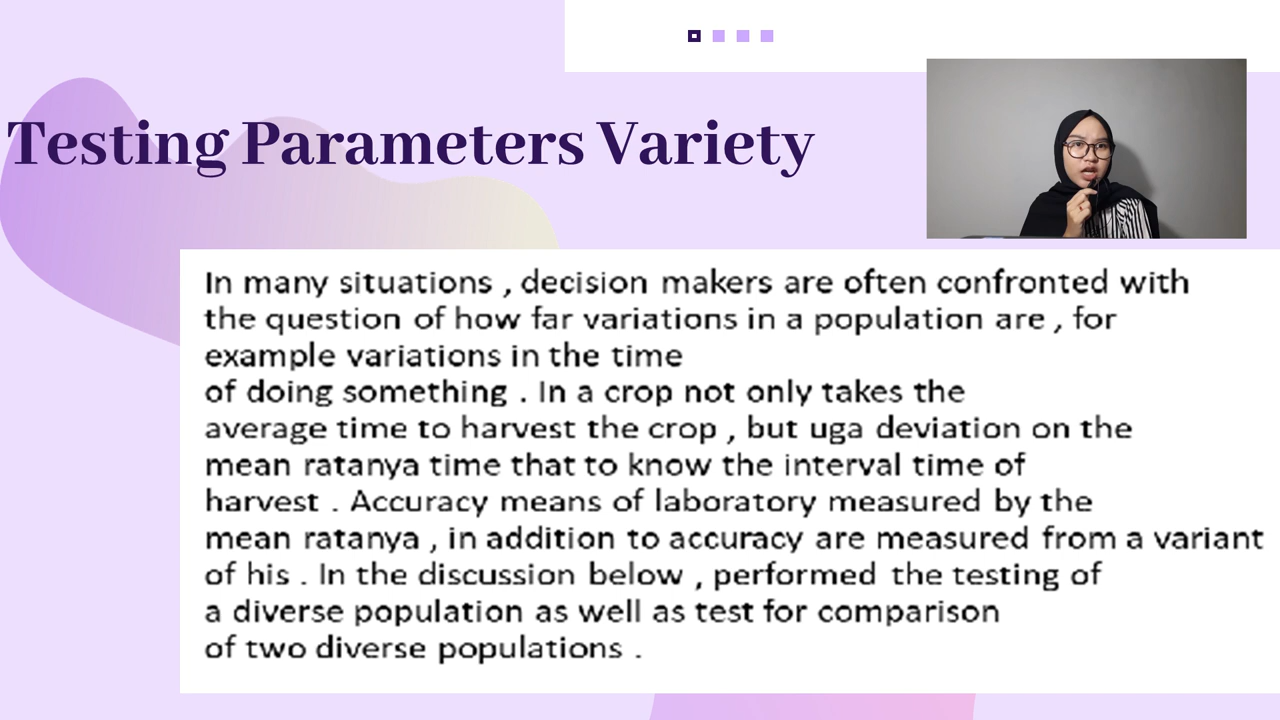 Testing Parameters Variety
In many situations , decision makers are often confronted with
the question of how far variations in a population are , for
example variations in the time
of doing something . In a crop not only takes the
average time to harvest the crop , but uga deviation on the
mean ratanya time that to know the interval time of
harvest . Accuracy means of laboratory measured by the
mean ratanya , in addition to accuracy are measured from a variant
of his . In the discussion below , performed the testing of
a diverse population as well as test for comparison
of two diverse populations .